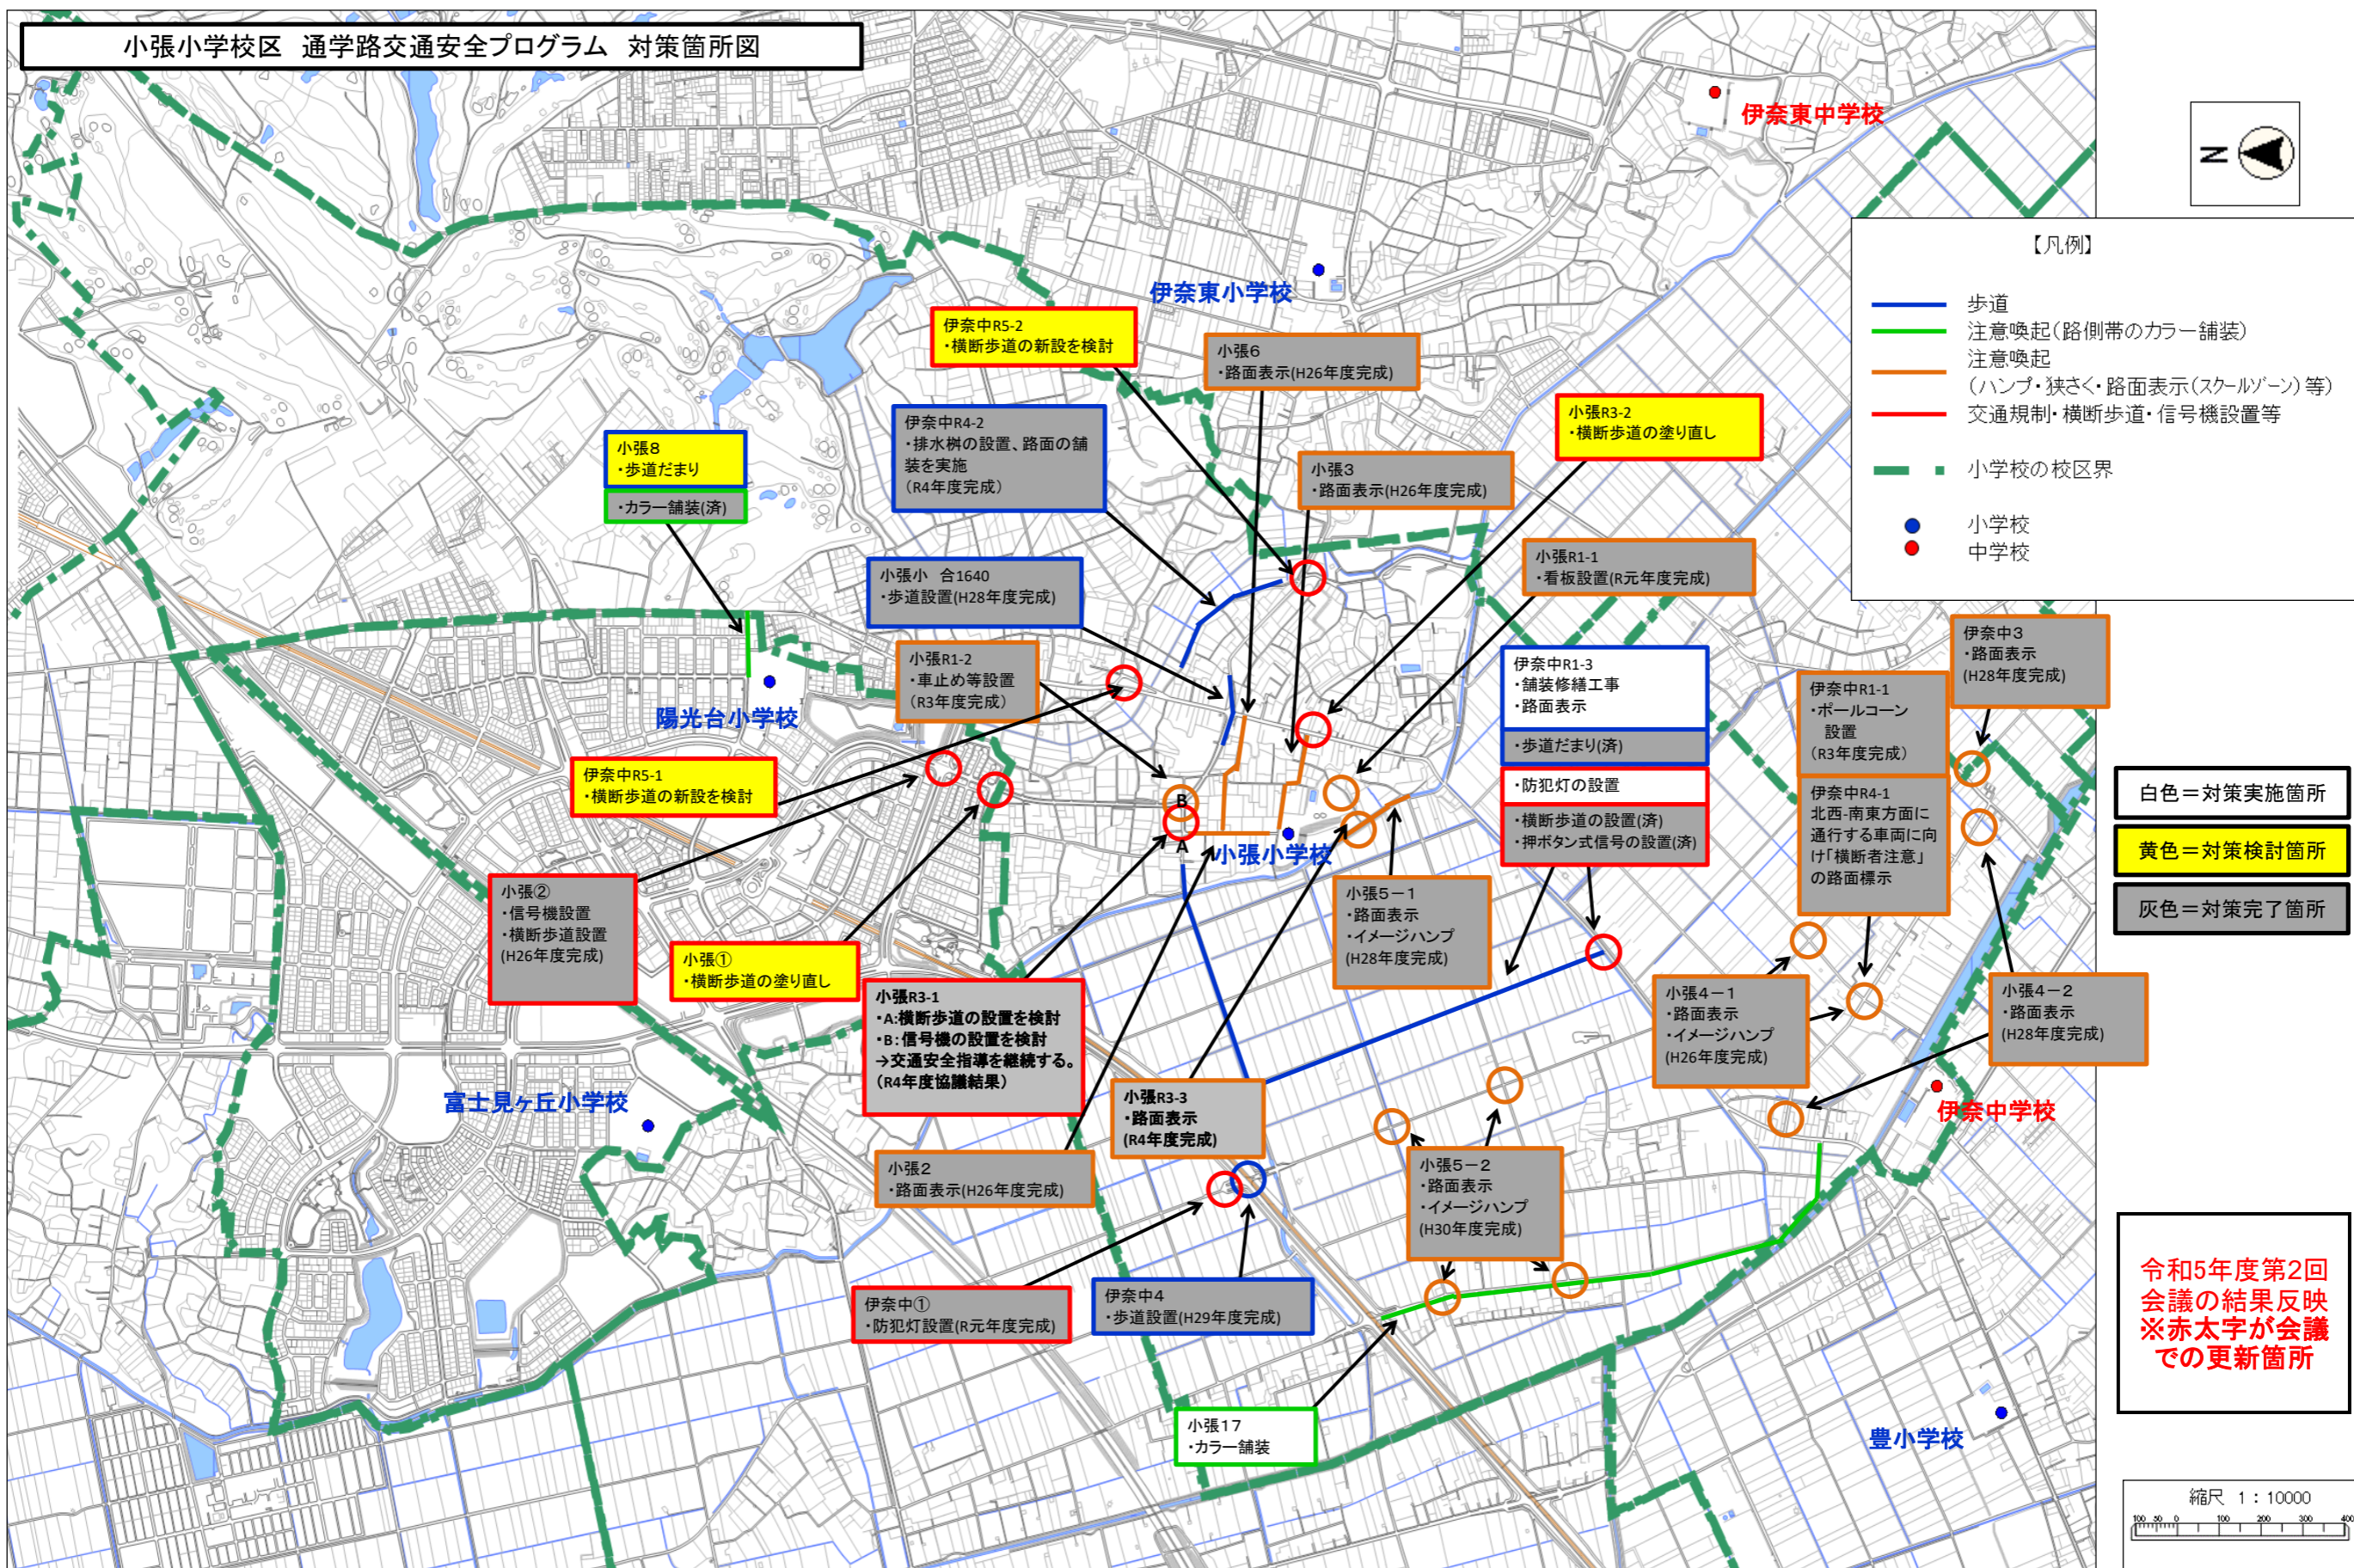 小張小学校区　通学路交通安全プログラム　対策箇所図
伊奈東中学校
N
【凡例】
歩道
注意喚起(路側帯のカラー舗装)
注意喚起
(ハンプ・狭さく・路面表示(スクールゾーン)等)
交通規制・横断歩道・信号機設置等
小学校の校区界
小学校
中学校
伊奈東小学校
伊奈中R5-2
・横断歩道の新設を検討
小張6
・路面表示(H26年度完成)
小張R3-2
・横断歩道の塗り直し
伊奈中R4-2
・排水桝の設置、路面の舗
装を実施
(R4年度完成)
小張8
・歩道だまり
・カラー舗装(済)
小張3
・路面表示(H26年度完成)
小張R1-1
・看板設置(R元年度完成)
小張小　合1640
・歩道設置(H28年度完成)
小張R1-2
・車止め等設置
(R3年度完成)
陽光台小学校
伊奈中R5-1
・横断歩道の新設を検討
B
A
小張小学校
伊奈中R1-3
・舗装修繕工事
・路面表示
・歩道だまり(済)
・防犯灯の設置
・横断歩道の設置(済)
・押ボタン式信号の設置(済)
伊奈中3
・路面表示
(H28年度完成)
伊奈中R1-1
・ポールコーン
設置
(R3年度完成)
伊奈中R4-1
北西-南東方面に
通行する車両に向
け「横断者注意」
の路面標示
白色＝対策実施箇所
黄色＝対策検討箇所
灰色＝対策完了箇所
小張②
・信号機設置
・横断歩道設置
(H26年度完成)
小張①
・横断歩道の塗り直し
小張R3-1
・A:横断歩道の設置を検討
・B:信号機の設置を検討
→交通安全指導を継続する。
(R4年度協議結果)
小張5－1
・路面表示
・イメージハンプ
(H28年度完成)
小張4－1
・路面表示
・イメージハンプ
(H26年度完成)
小張4－2
・路面表示
(H28年度完成)
富士見ヶ丘小学校
小張R3-3
・路面表示
(R4年度完成)
伊奈中学校
小張2
・路面表示(H26年度完成)
小張5－2
・路面表示
・イメージハンプ
(H30年度完成)
伊奈中①
・防犯灯設置(R元年度完成)
伊奈中4
・歩道設置(H29年度完成)
小張17
・カラー舗装
豊小学校
令和5年度第2回
会議の結果反映
※赤太字が会議
での更新箇所
縮尺　1：10000
100 50 0 100 200 300 400